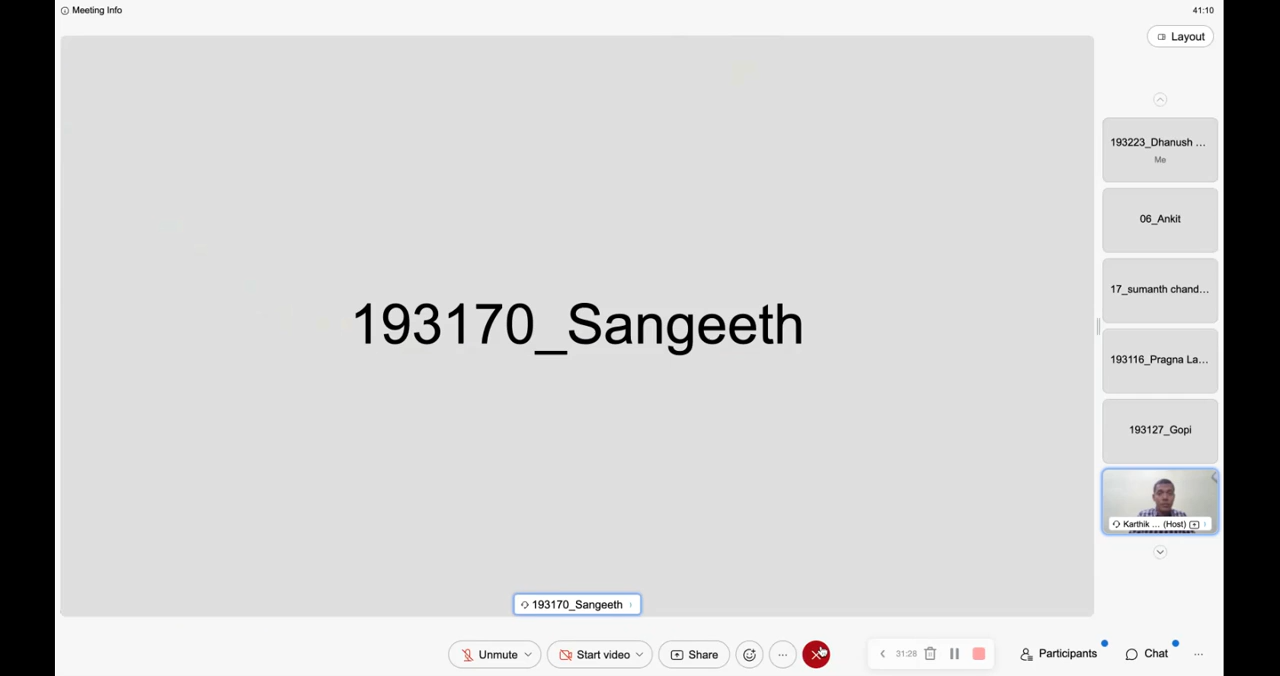 Meeting Info
41:10
Layout
193223_Dhanush ...
Me
06_Ankit
17_sumanth chand...
193116_Pragna La...
193127_Gopi
Karthik ... (Host)
193170_Sangeeth
193170_Sangeeth
Unmute
Start video
Share
...
31:28
Participants
Chat
...